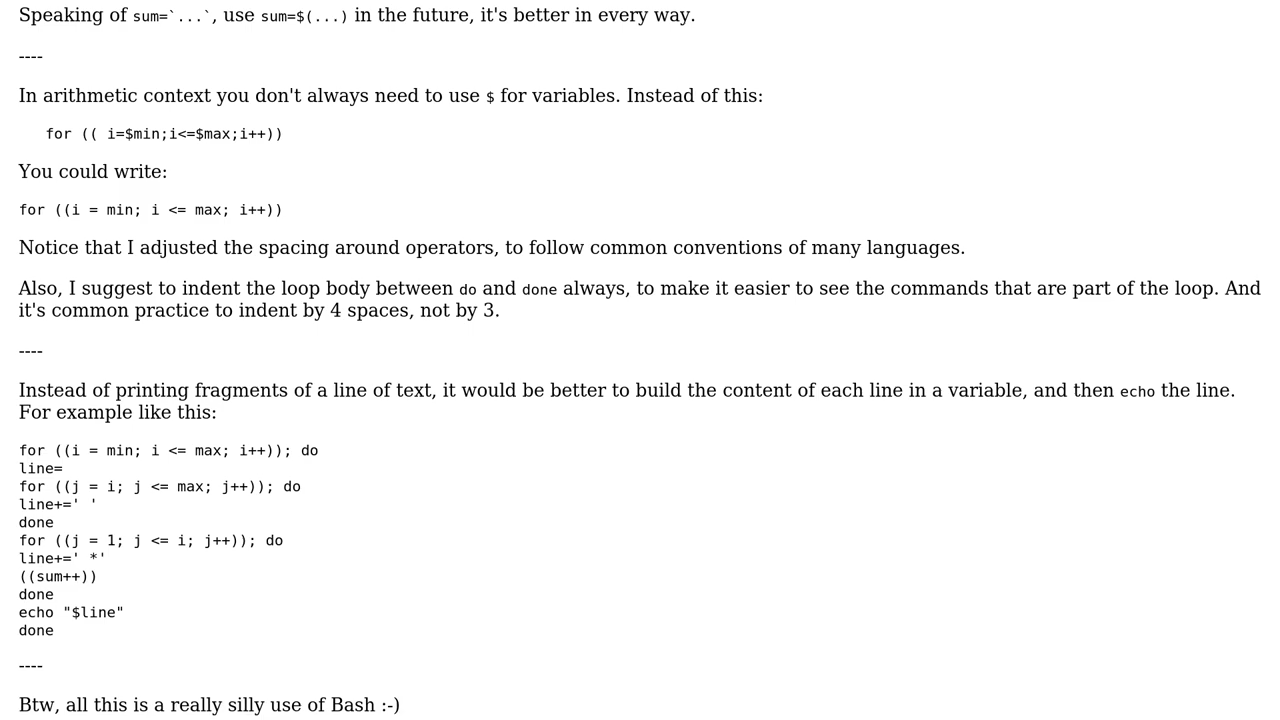 Speaking of sum=`...`, use sum=$(...) in the future, it's better in every way.
----
In arithmetic context you don't always need to use $ for variables. Instead of this:
for (( i=$min;i<=$max;i++))
You could write:
for ((i = min; i <= max; i++))
Notice that I adjusted the spacing around operators, to follow common conventions of many languages.
Also, I suggest to indent the loop body between do and done always, to make it easier to see the commands that are part of the loop. And
it's common practice to indent by 4 spaces, not by 3.
----
Instead of printing fragments of a line of text, it would be better to build the content of each line in a variable, and then echo the line.
For example like this:
for ((i = min; i <= max; i++)); do
line=
for ((j = i; j <= max; j++)); do
line+=' '
done
for ((j = 1; j <= i; j++)); do
line+=' *'
((sum++))
done
echo "$line"
done
----
Btw, all this is a really silly use of Bash :-)